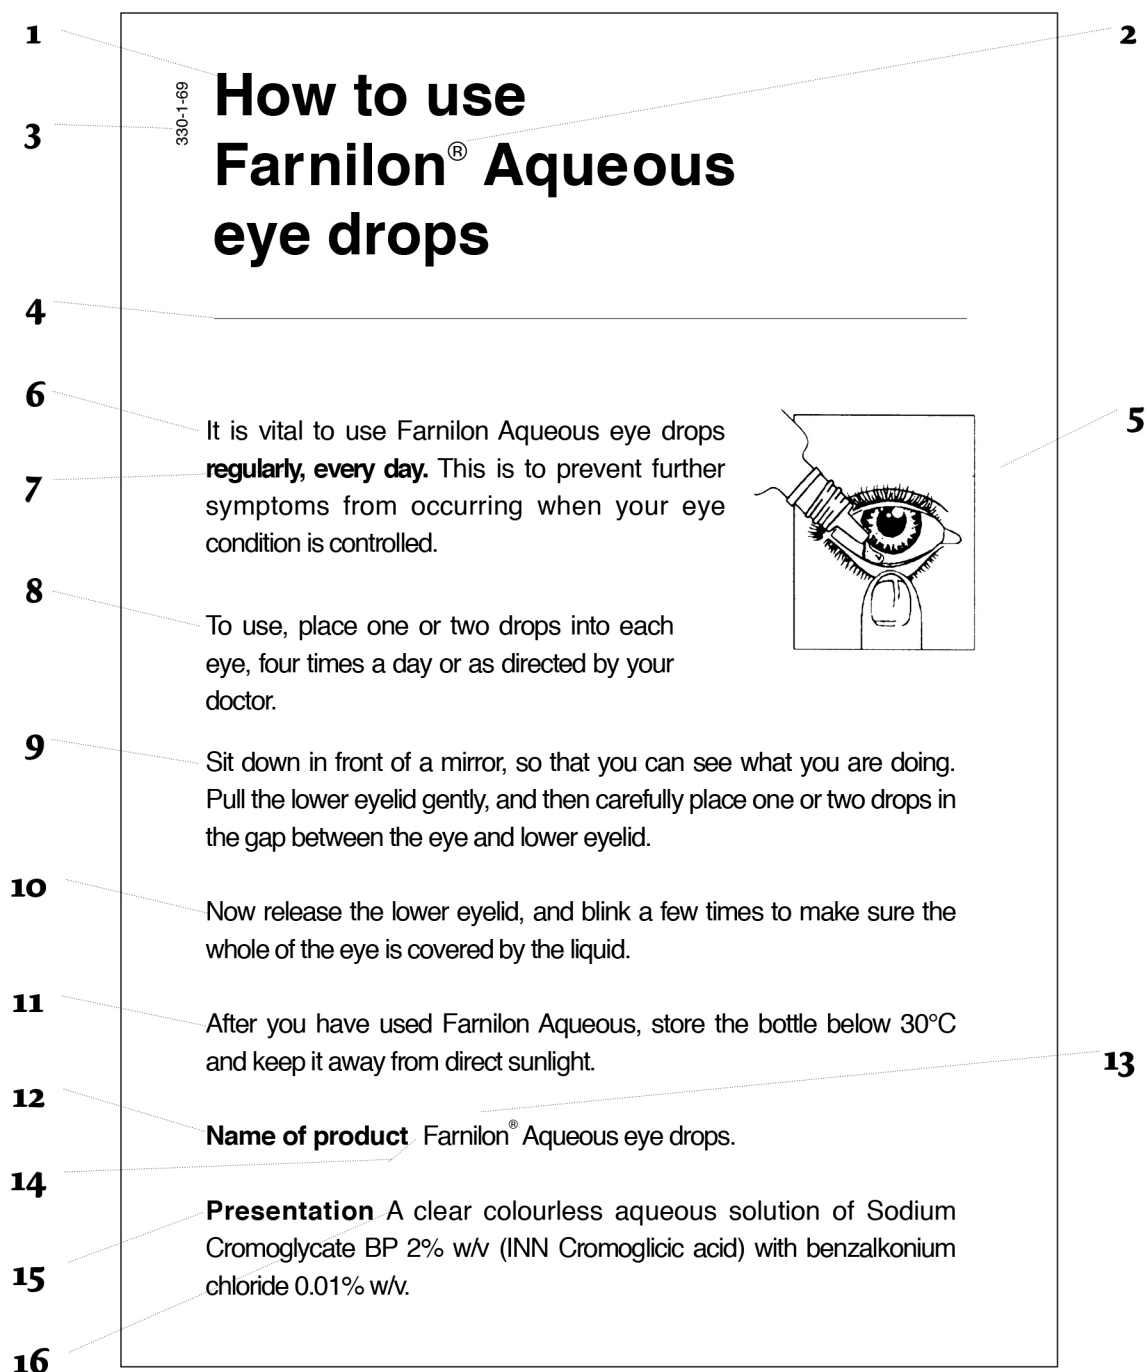 1
2
3
330-1-69
How to use
Farnilon® Aqueous
eye drops
4
6
5
It is vital to use Farnilon Aqueous eye drops
7
regularly, every day. This is to prevent further
symptoms from occurring when your eye
condition is controlled.
8
To use, place one or two drops into each
eye, four times a day or as directed by your
doctor.
9
Sit down in front of a mirror, so that you can see what you are doing.
Pull the lower eyelid gently, and then carefully place one or two drops in
the gap between the eye and lower eyelid.
10
Now release the lower eyelid, and blink a few times to make sure the
whole of the eye is covered by the liquid.
11
After you have used Farnilon Aqueous, store the bottle below 30°C
and keep it away from direct sunlight.
13
12
Name of product Farnilon® Aqueous eye drops.
14
Presentation A clear colourless aqueous solution of Sodium
Cromoglycate BP 2% w/v (INN Cromoglicic acid) with benzalkonium
15
chloride 0.01% w/v.
16